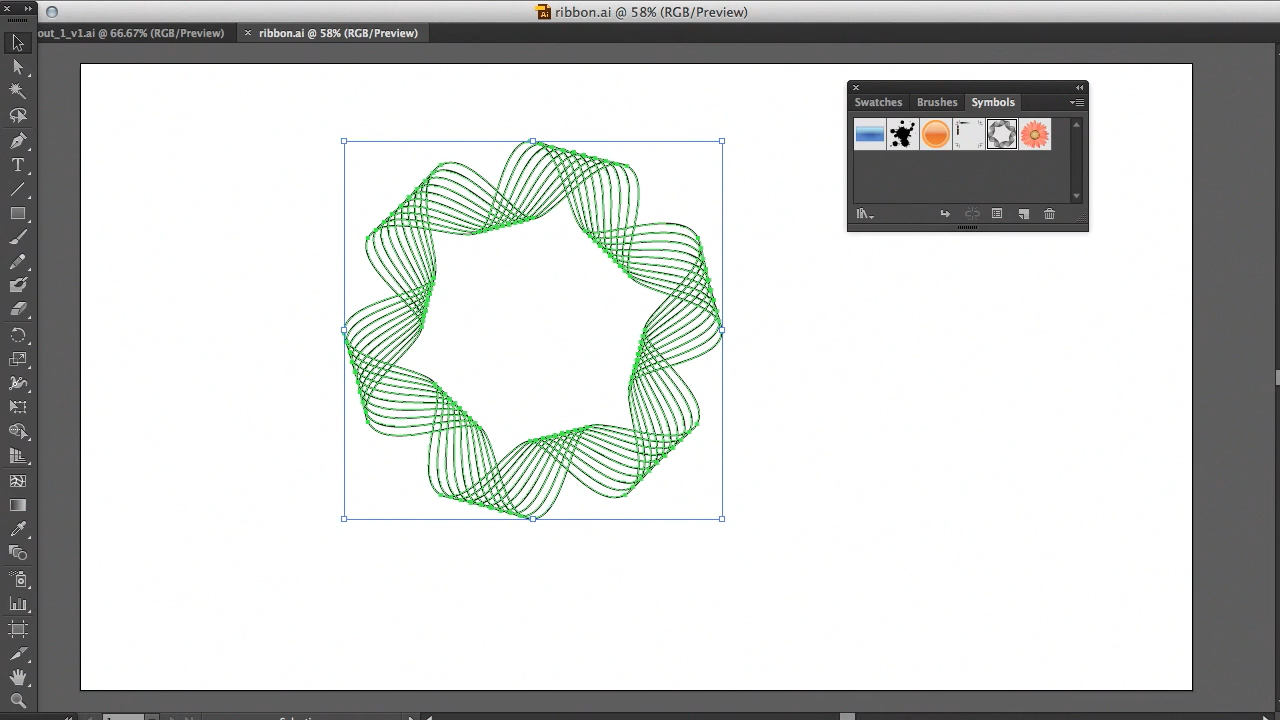 ribbon.ai @ 58% (RGB/Preview)
out_1_v1.ai @ 66.67% (RGB/Preview)
ribbon.ai @ 58% (RGB/Preview)
Swatches Brushes Symbols